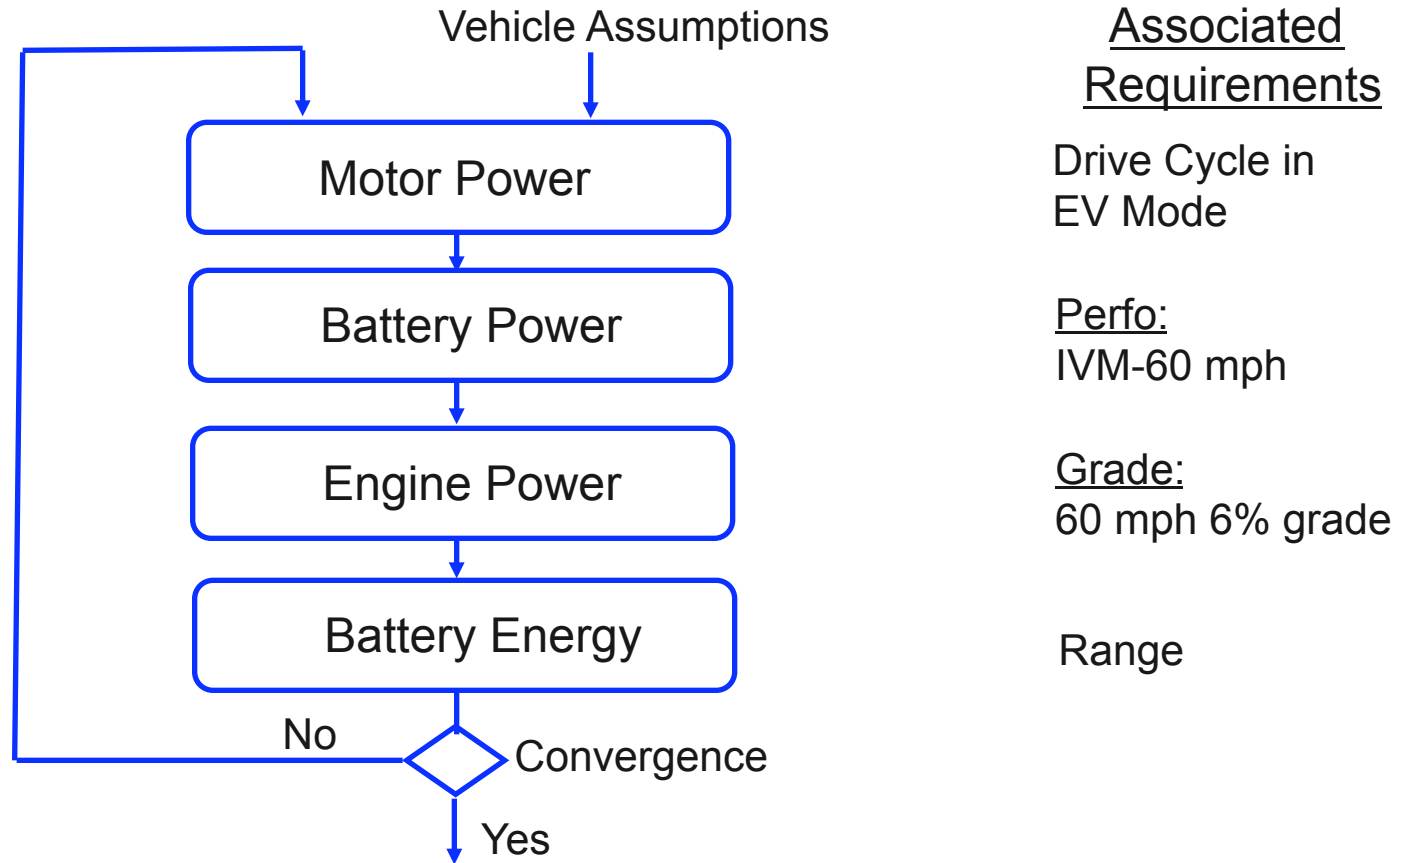 Vehicle Assumptions
Motor Power
Battery Power
Engine Power
Battery Energy
No
Convergence
Yes
Associated
Requirements
Drive Cycle in
EV Mode
Perfo:
IVM-60 mph
Grade:
60 mph 6% grade
Range